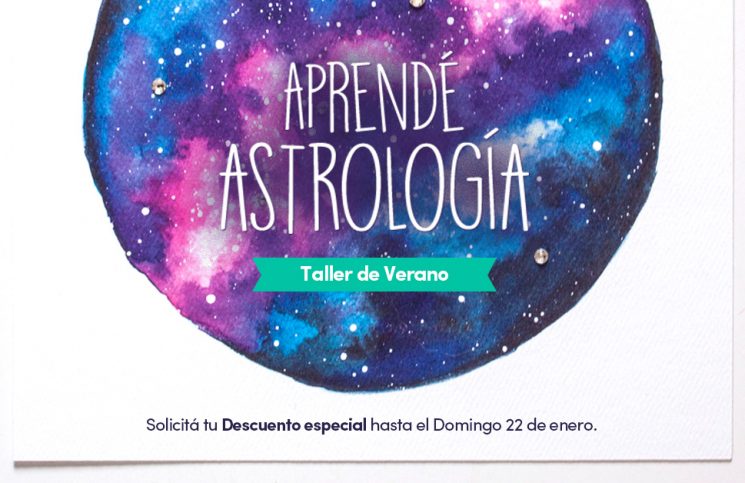 APRENDÉ
ASTROLOGÍA
Taller de Verano
Solicitá tu Descuento especial hasta el Domingo 22 de enero.